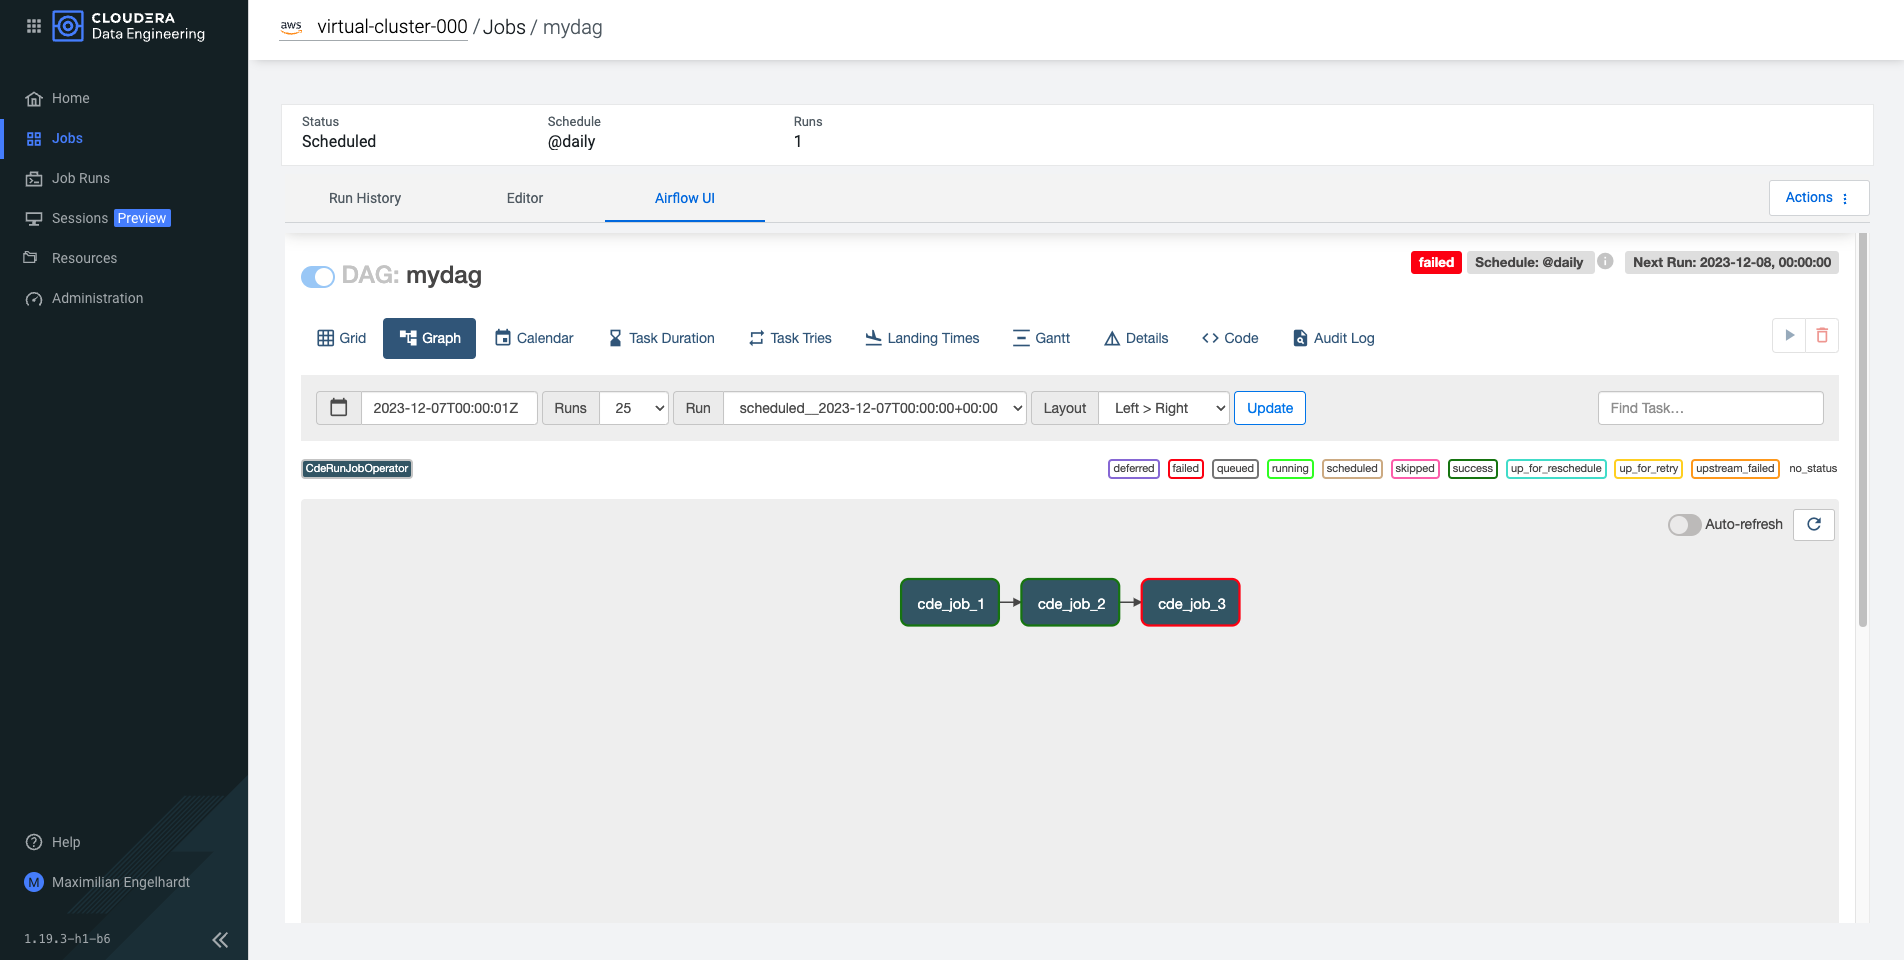 CLOUDERA
Data Engineering
Home
Jobs
Job Runs
Sessions Preview
Resources
Administration
Help
M Maximilian Engelhardt
1.19.3-h1-b6
aws virtual-cluster-000 / Jobs / mydag
Status Schedule Runs
Scheduled @daily 1
Run History Editor Airflow UI Actions
DAG: mydag
failed Schedule: @daily i Next Run: 2023-12-08, 00:00:00
Grid Graph Calendar Task Duration Task Tries Landing Times Gantt Details Code Audit Log
2023-12-07T00:00:01Z Runs 25 Run scheduled__2023-12-07T00:00:00+00:00 Layout Left > Right Update Find Task...
CdeRunJobOperator deferred failed queued running scheduled skipped success up_for_reschedule up_for_retry upstream_failed no_status
Auto-refresh
cde_job_1 cde_job_2 cde_job_3